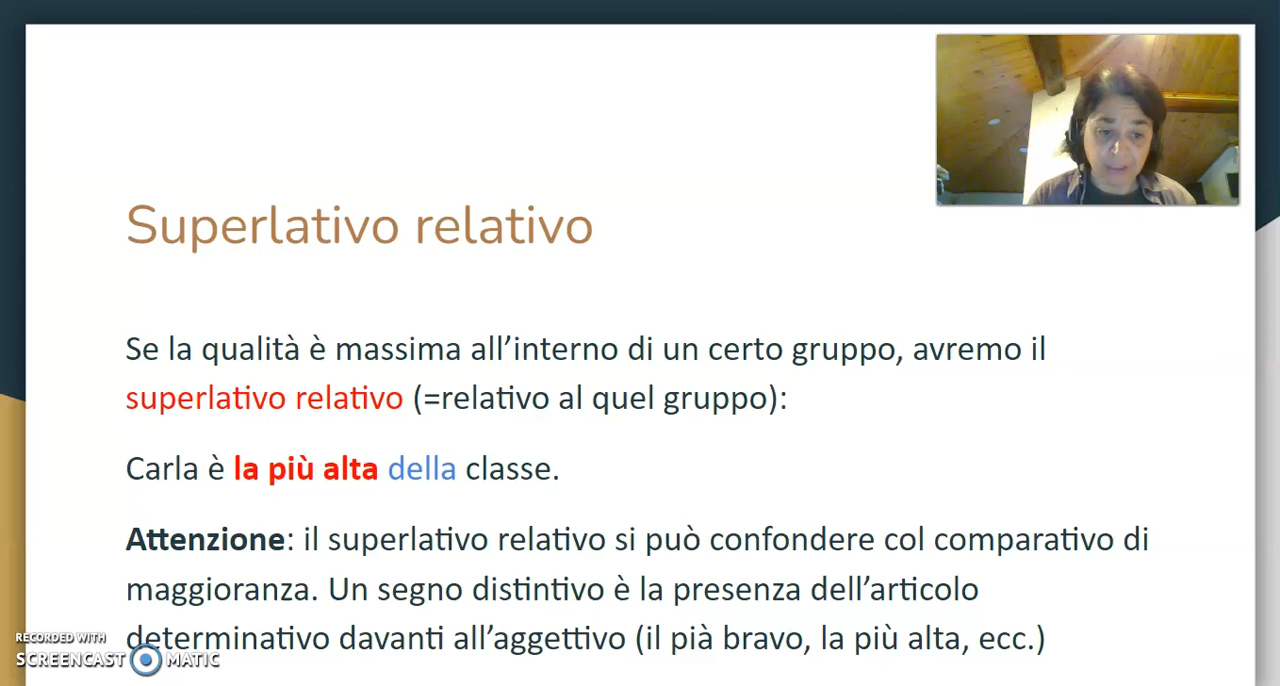 Superlativo relativo
Se la qualità è massima all’interno di un certo gruppo, avremo il
superlativo relativo (=relativo al quel gruppo):
Carla è la più alta della classe.
Attenzione: il superlativo relativo si può confondere col comparativo di
maggioranza. Un segno distintivo è la presenza dell’articolo
determinativo davanti all’aggettivo (il pià bravo, la più alta, ecc.)
RECORDED WITH
SCREENCAST MATIC